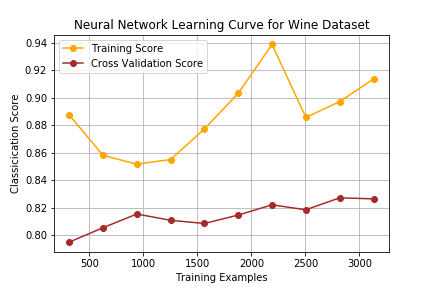 Neural Network Learning Curve for Wine Dataset
Training Score
Cross Validation Score
0.94
0.92
0.90
0.88
0.86
0.84
0.82
0.80
Classicication Score
500
1000
1500
2000
2500
3000
Training Examples